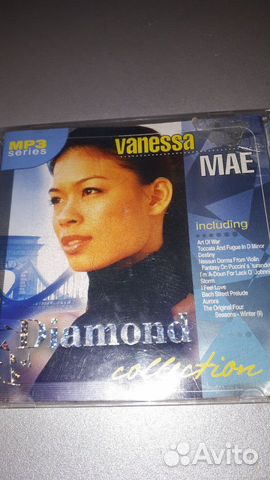 MP3
series
vanessa
MAE
including
Art Of War
Toccata And Fugue In D Minor
Destiny
Nessun Dorma From Violin
Fantasy On Puccini's 'Turandot
I'm A-Doun For Lack O' Johnni
Storm
I Feel Love
Bach Street Prelude
Aurora
The Original Four
Seasons - Winter (II)
Diamond
collection
Avito